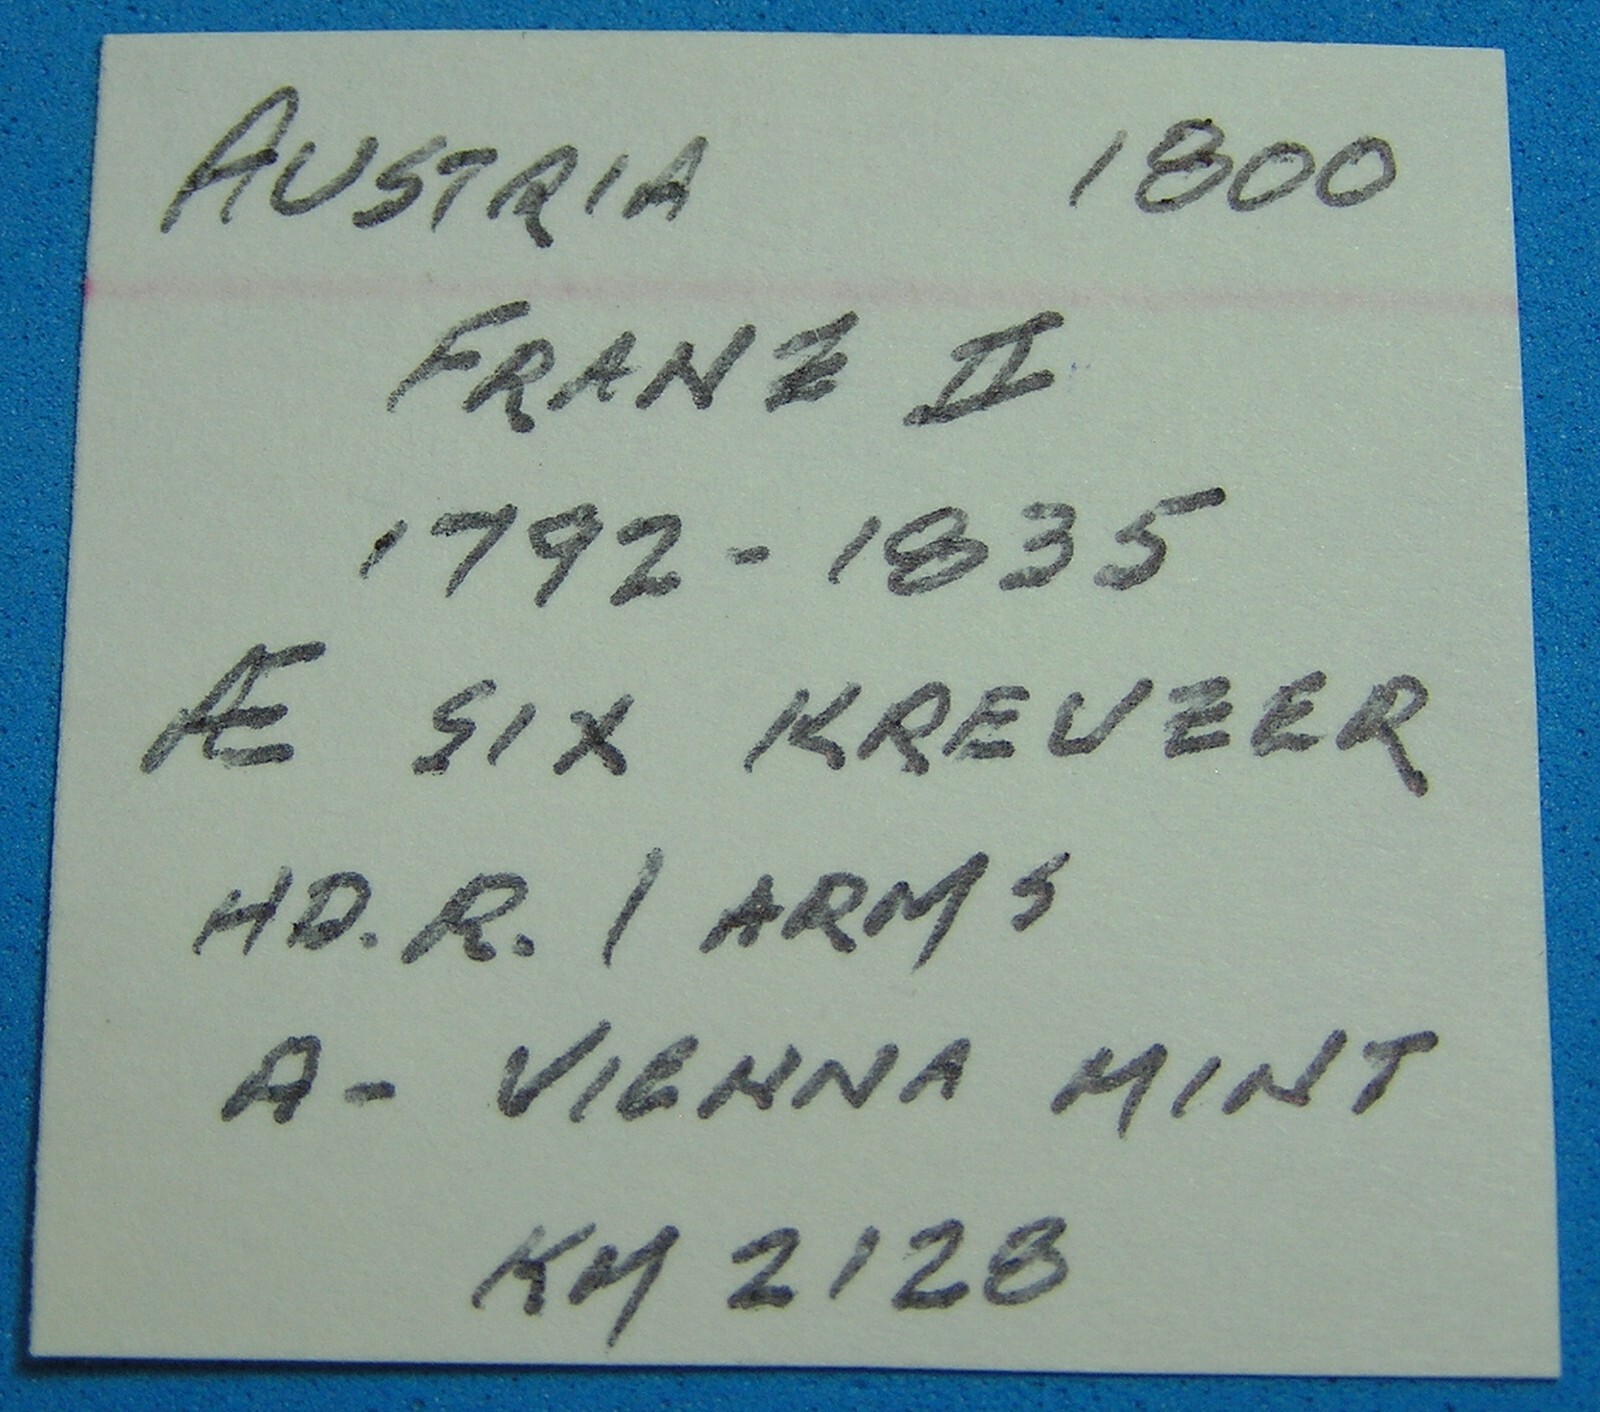 AUSTRIA 1800
FRANZ II
1792 - 1835
Æ SIX KREUZER
HD. R. / ARMS
A - VIENNA MINT
KM 2128